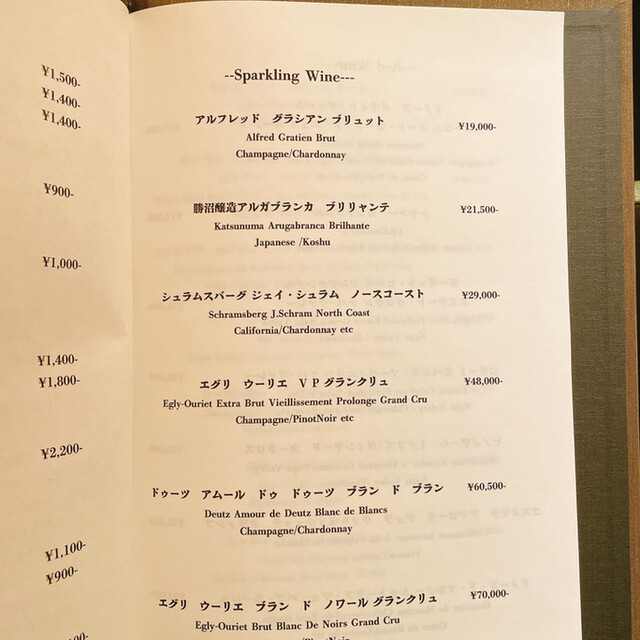 ¥1,500-
¥1,400-
¥1,400-
¥900-
¥1,000-
¥1,400-
¥1,800-
¥2,200-
¥1,100-
¥900-
--Sparkling Wine---
アルフレッド グラシアン ブリュット ¥19,000-
Alfred Gratien Brut
Champagne/Chardonnay
勝沼醸造アルガブランカ ブリリャンテ ¥21,500-
Katsunuma Arugabranca Brilhante
Japanese /Koshu
シュラムスバーグ ジェイ・シュラム ノースコースト ¥29,000-
Schramsberg J.Schram North Coast
California/Chardonnay etc
エグリ ウーリエ ＶＰグランクリュ ¥48,000-
Egly-Ouriet Extra Brut Vieillissement Prolonge Grand Cru
Champagne/PinotNoir etc
ドゥーツ アムール ドゥ ドゥーツ ブラン ド ブラン ¥60,500-
Deutz Amour de Deutz Blanc de Blancs
Champagne/Chardonnay
エグリ ウーリエ ブラン ド ノワール グランクリュ ¥70,000-
Egly-Ouriet Brut Blanc De Noirs Grand Cru